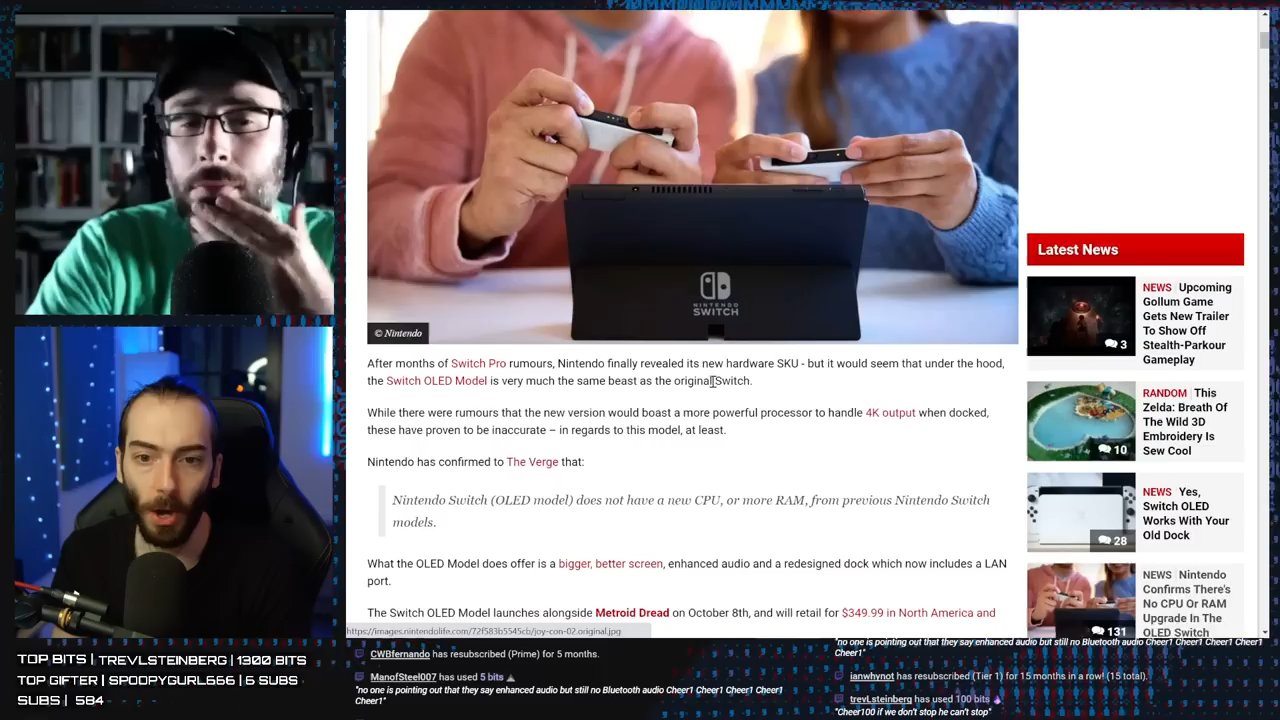 NINTENDO
SWITCH
© Nintendo
After months of Switch Pro rumours, Nintendo finally revealed its new hardware SKU - but it would seem that under the hood,
the Switch OLED Model is very much the same beast as the original Switch.
While there were rumours that the new version would boast a more powerful processor to handle 4K output when docked,
these have proven to be inaccurate – in regards to this model, at least.
Nintendo has confirmed to The Verge that:
Nintendo Switch (OLED model) does not have a new CPU, or more RAM, from previous Nintendo Switch
models.
What the OLED Model does offer is a bigger, better screen, enhanced audio and a redesigned dock which now includes a LAN
port.
The Switch OLED Model launches alongside Metroid Dread on October 8th, and will retail for $349.99 in North America and
https://images.nintendolife.com/72f583b5545cb/joy-con-02.original.jpg
Latest News
NEWS Upcoming
Gollum Game
Gets New Trailer
To Show Off
Stealth-Parkour
Gameplay
3
RANDOM This
Zelda: Breath Of
The Wild 3D
Embroidery Is
Sew Cool
10
NEWS Yes,
Switch OLED
Works With Your
Old Dock
28
NEWS Nintendo
Confirms There's
No CPU Or RAM
Upgrade In The
OLED Switch
131
TOP BITS | TREVLSTEINBERG | 1300 BITS
TOP GIFTER | SPOOPYGURL666 | 6 SUBS
SUBS | 584
CWBfernando has resubscribed (Prime) for 5 months.
ManofSteel007 has used 5 bits
"no one is pointing out that they say enhanced audio but still no Bluetooth audio Cheer1 Cheer1 Cheer1 Cheer1
Cheer1"
"no one is pointing out that they say enhanced audio but still no Bluetooth audio Cheer1 Cheer1 Cheer1 Cheer1
Cheer1"
ianwhynot has resubscribed (Tier 1) for 15 months in a row! (15 total).
trevLsteinberg has used 100 bits
"Cheer100 if we don't stop he can't stop"